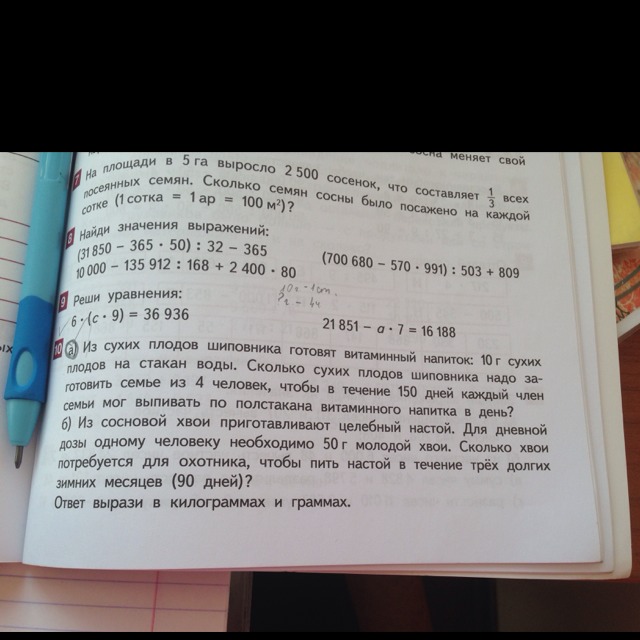 сосна меняет свой
7 На площади в 5 га выросло 2 500 сосенок, что составляет 1/3 всех
посеянных семян. Сколько семян сосны было посажено на каждой
сотке (1 сотка = 1 ар = 100 м²)?
8 Найди значения выражений:
(31 850 – 365 · 50) : 32 – 365
(700 680 – 570 · 991) : 503 + 809
10 000 – 135 912 : 168 + 2 400 · 80
9 Реши уравнения:
6 · (c · 9) = 36 936
21 851 – a · 7 = 16 188
10 а) Из сухих плодов шиповника готовят витаминный напиток: 10 г сухих
плодов на стакан воды. Сколько сухих плодов шиповника надо за-
готовить семье из 4 человек, чтобы в течение 150 дней каждый член
семьи мог выпивать по полстакана витаминного напитка в день?
б) Из сосновой хвои приготавливают целебный настой. Для дневной
дозы одному человеку необходимо 50 г молодой хвои. Сколько хвои
потребуется для охотника, чтобы пить настой в течение трёх долгих
зимних месяцев (90 дней)?
Ответ вырази в килограммах и граммах.